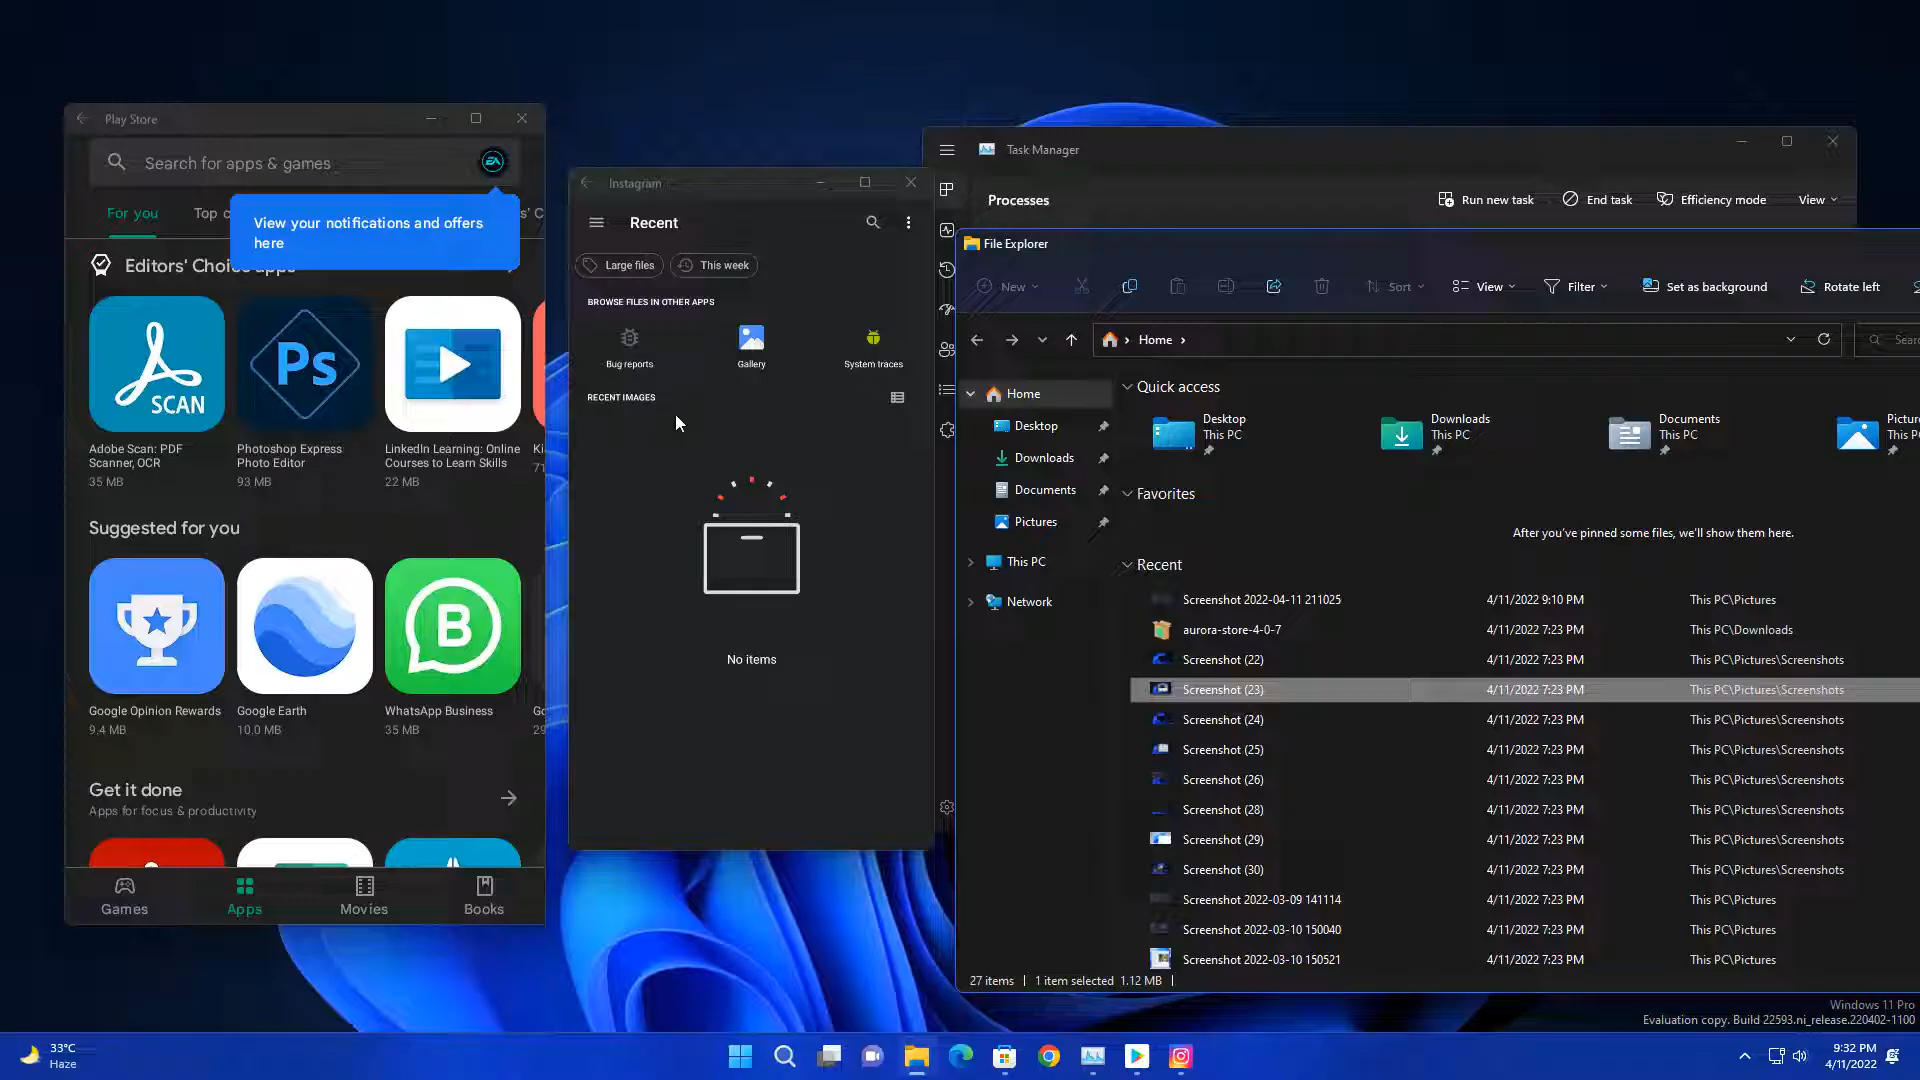 Play Store
Search for apps & games
EA
For you
Top c
s' C
View your notifications and offers
here
Editors' Choice apps
SCAN
Ps
Adobe Scan: PDF
Scanner, OCR
35 MB
Photoshop Express
Photo Editor
93 MB
LinkedIn Learning: Online
Courses to Learn Skills
22 MB
Ki
71
Suggested for you
B
Google Opinion Rewards
9.4 MB
Google Earth
10.0 MB
WhatsApp Business
35 MB
Go
29
Get it done
Apps for focus & productivity
Games
Apps
Movies
Books
Instagram
Recent
Large files
This week
BROWSE FILES IN OTHER APPS
Bug reports
Gallery
System traces
RECENT IMAGES
No items
Task Manager
Processes
Run new task
End task
Efficiency mode
View
File Explorer
New
Sort
View
Filter
Set as background
Rotate left
Home
Sear
Home
Desktop
Downloads
Documents
Pictures
This PC
Network
Quick access
Desktop
This PC
Downloads
This PC
Documents
This PC
Picture
This P
Favorites
After you've pinned some files, we'll show them here.
Recent
Screenshot 2022-04-11 211025 4/11/2022 9:10 PM This PC\Pictures
aurora-store-4-0-7 4/11/2022 7:23 PM This PC\Downloads
Screenshot (22) 4/11/2022 7:23 PM This PC\Pictures\Screenshots
Screenshot (23) 4/11/2022 7:23 PM This PC\Pictures\Screenshots
Screenshot (24) 4/11/2022 7:23 PM This PC\Pictures\Screenshots
Screenshot (25) 4/11/2022 7:23 PM This PC\Pictures\Screenshots
Screenshot (26) 4/11/2022 7:23 PM This PC\Pictures\Screenshots
Screenshot (28) 4/11/2022 7:23 PM This PC\Pictures\Screenshots
Screenshot (29) 4/11/2022 7:23 PM This PC\Pictures\Screenshots
Screenshot (30) 4/11/2022 7:23 PM This PC\Pictures\Screenshots
Screenshot 2022-03-09 141114 4/11/2022 7:23 PM This PC\Pictures
Screenshot 2022-03-10 150040 4/11/2022 7:23 PM This PC\Pictures
Screenshot 2022-03-10 150521 4/11/2022 7:23 PM This PC\Pictures
27 items 1 item selected 1.12 MB
Windows 11 Pro
Evaluation copy. Build 22593.ni_release.220402-1100
33°C
Haze
9:32 PM
4/11/2022